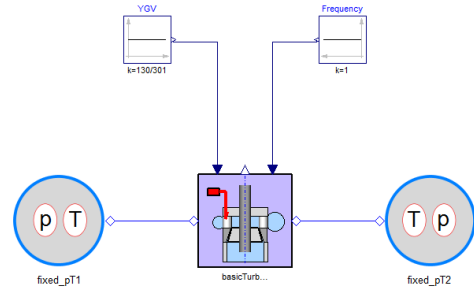 YGV
Frequency
k=130/301
k=1
p T
T p
fixed_pT1
basicTurb...
fixed_pT2